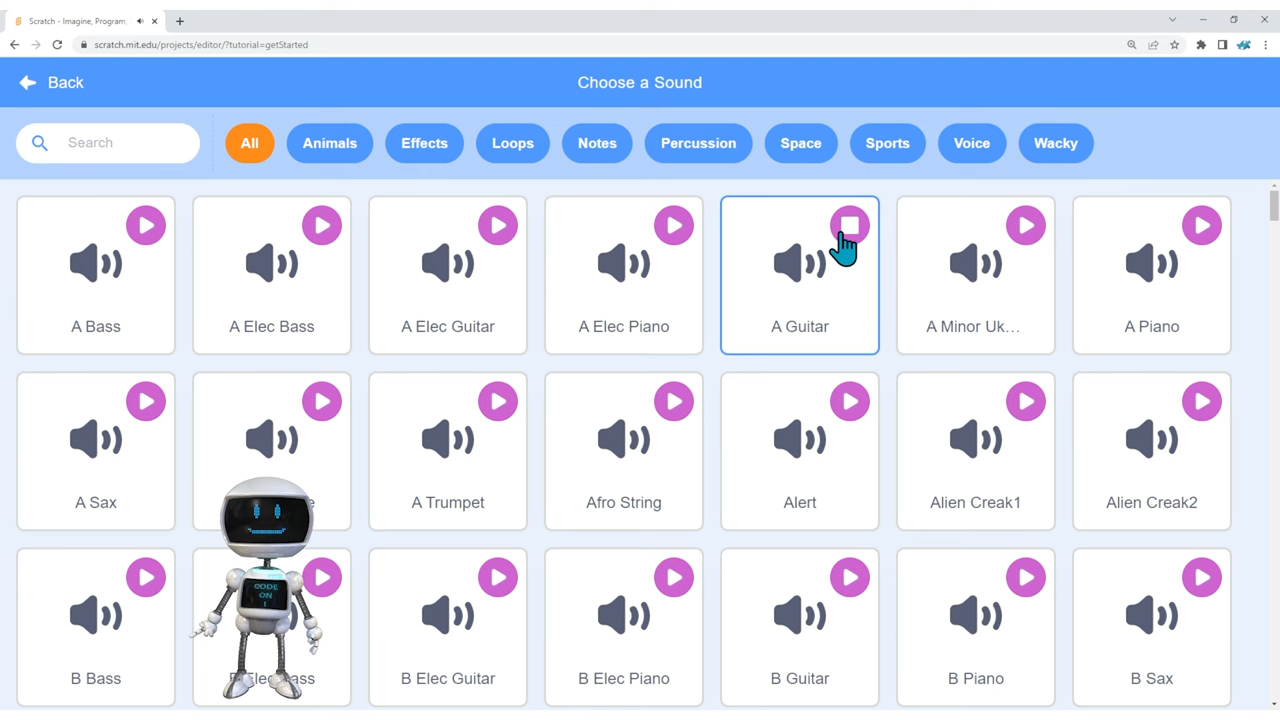 Scratch - Imagine, Program,
scratch.mit.edu/projects/editor/?tutorial=getStarted
Back
Choose a Sound
Search
All
Animals
Effects
Loops
Notes
Percussion
Space
Sports
Voice
Wacky
A Bass
A Elec Bass
A Elec Guitar
A Elec Piano
A Guitar
A Minor Uk...
A Piano
A Sax
A Trumpet
Afro String
Alert
Alien Creak1
Alien Creak2
CODE
ON
!
B Bass
B Elec Guitar
B Elec Piano
B Guitar
B Piano
B Sax